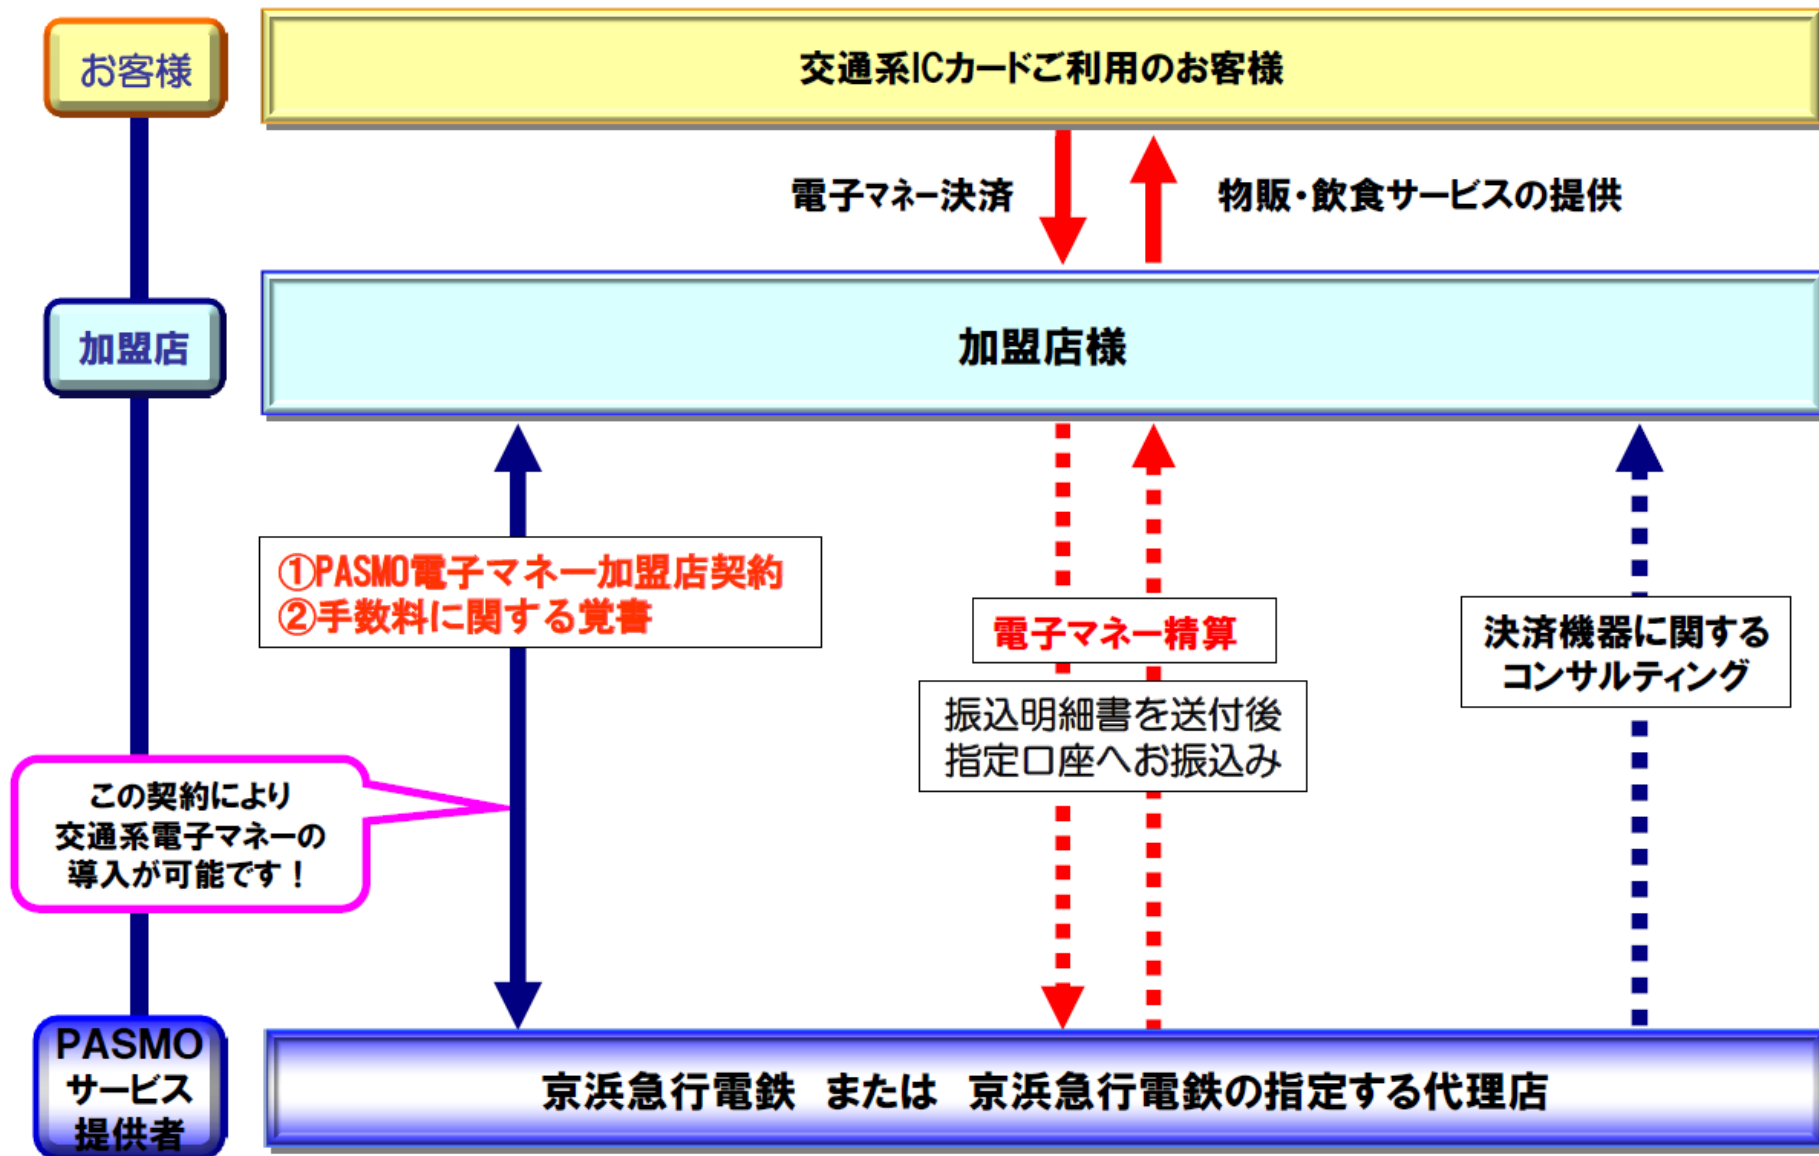 お客様
交通系ICカードご利用のお客様
電子マネー決済
物販・飲食サービスの提供
加盟店
加盟店様
①PASMO電子マネー加盟店契約
②手数料に関する覚書
電子マネー精算
振込明細書を送付後
指定口座へお振込み
決済機器に関する
コンサルティング
この契約により
交通系電子マネーの
導入が可能です！
PASMO
サービス
提供者
京浜急行電鉄 または 京浜急行電鉄の指定する代理店